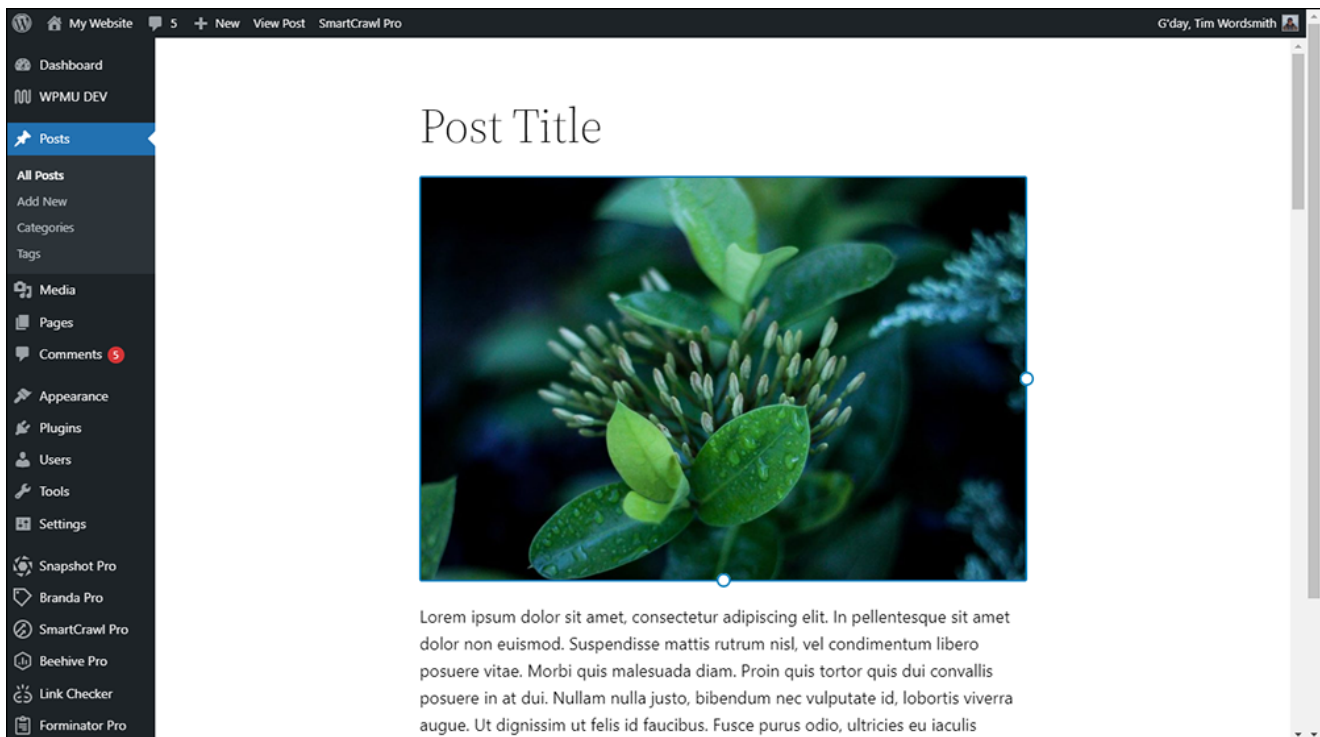 My Website 5 New View Post SmartCrawl Pro G'day, Tim Wordsmith
Dashboard
WPMU DEV
Posts
All Posts
Add New
Categories
Tags
Media
Pages
Comments 5
Appearance
Plugins
Users
Tools
Settings
Snapshot Pro
Branda Pro
SmartCrawl Pro
Beehive Pro
Link Checker
Forminator Pro
Post Title
Lorem ipsum dolor sit amet, consectetur adipiscing elit. In pellentesque sit amet
dolor non euismod. Suspendisse mattis rutrum nisl, vel condimentum libero
posuere vitae. Morbi quis malesuada diam. Proin quis tortor quis dui convallis
posuere in at dui. Nullam nulla justo, bibendum nec vulputate id, lobortis viverra
augue. Ut dignissim ut felis id faucibus. Fusce purus odio, ultricies eu iaculis